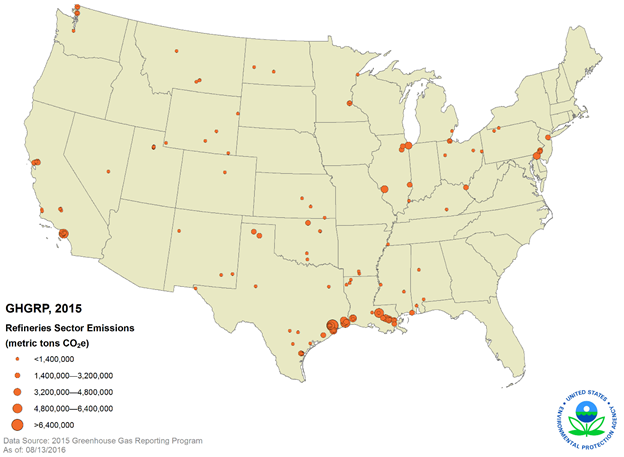 GHGRP, 2015
Refineries Sector Emissions
(metric tons CO₂e)
<1,400,000
1,400,000—3,200,000
3,200,000—4,800,000
4,800,000—6,400,000
>6,400,000
Data Source: 2015 Greenhouse Gas Reporting Program
As of: 08/13/2016
UNITED STATES
ENVIRONMENTAL PROTECTION AGENCY